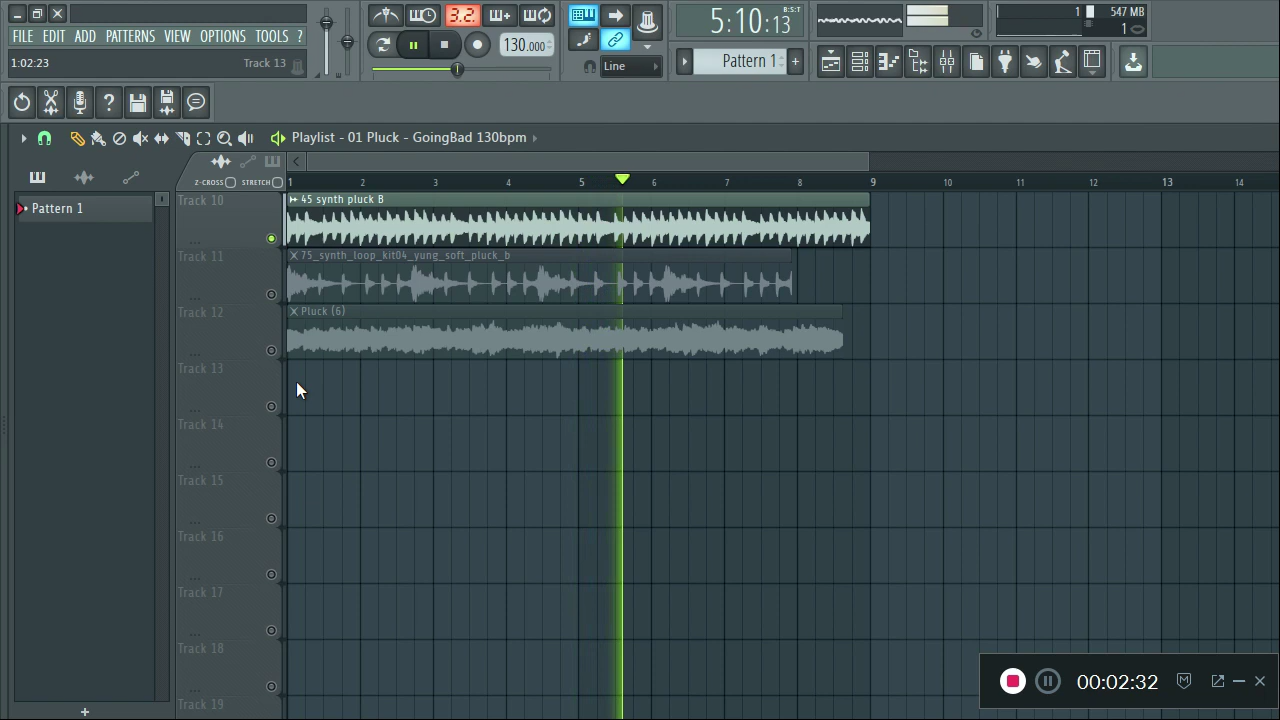 3.2.
5:10:13
B:S:T
1
547 MB
1
FILE EDIT ADD PATTERNS VIEW OPTIONS TOOLS ?
130.000
1:02:23
Track 13
Line
Pattern 1
+
?
Playlist - 01 Pluck - GoingBad 130bpm
Z-CROSS
STRETCH
1 2 3 4 5 6 7 8 9 10 11 12 13 14
Pattern 1
Track 10
45 synth pluck B
...
Track 11
75_synth_loop_kit04_yung_soft_pluck_b
...
Track 12
Pluck (6)
...
Track 13
...
Track 14
...
Track 15
...
Track 16
...
Track 17
...
Track 18
...
Track 19
+
00:02:32